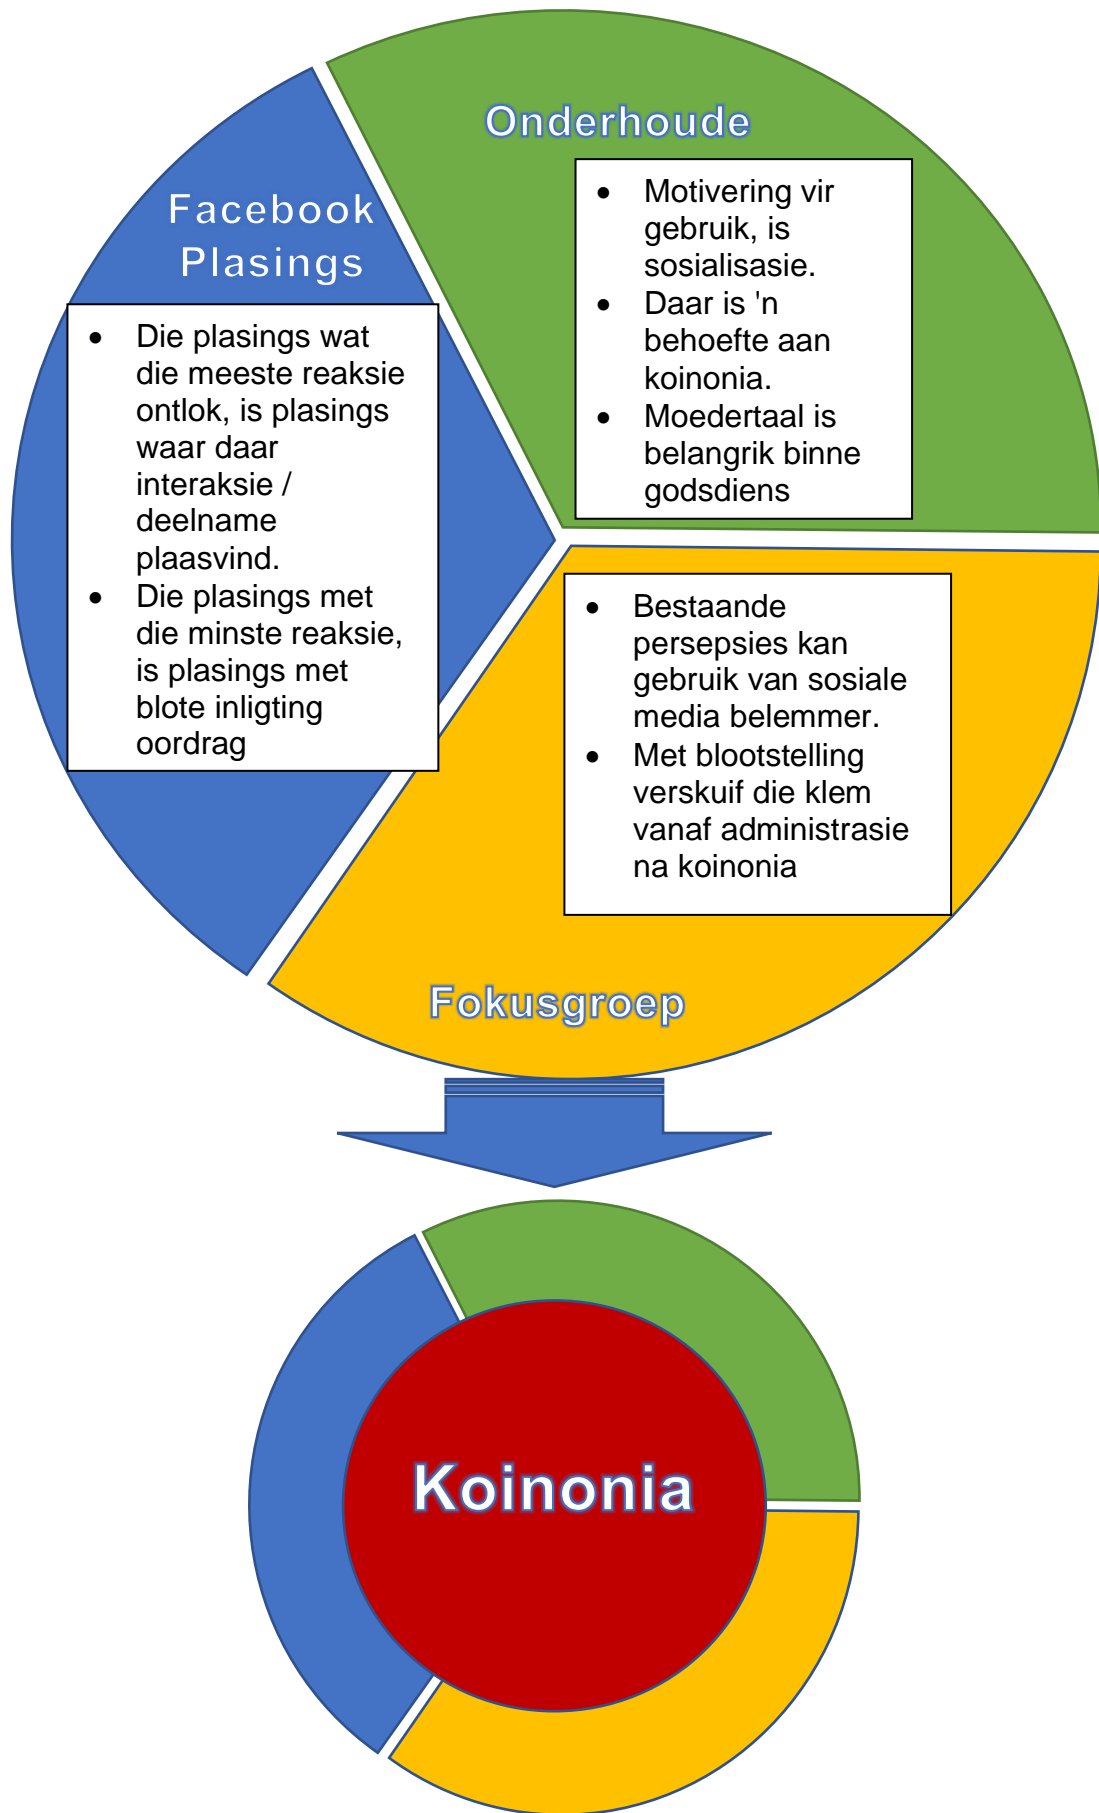 Onderhoude
• Motivering vir
gebruik, is
sosialisasie.
• Daar is 'n
behoefte aan
koinonia.
• Moedertaal is
belangrik binne
godsdiens
Facebook
Plasings
• Die plasings wat
die meeste reaksie
ontlok, is plasings
waar daar
interaksie /
deelname
plaasvind.
• Die plasings met
die minste reaksie,
is plasings met
blote inligting
oordrag
• Bestaande
persepsies kan
gebruik van sosiale
media belemmer.
• Met blootstelling
verskuif die klem
vanaf administrasie
na koinonia
Fokusgroep
Koinonia